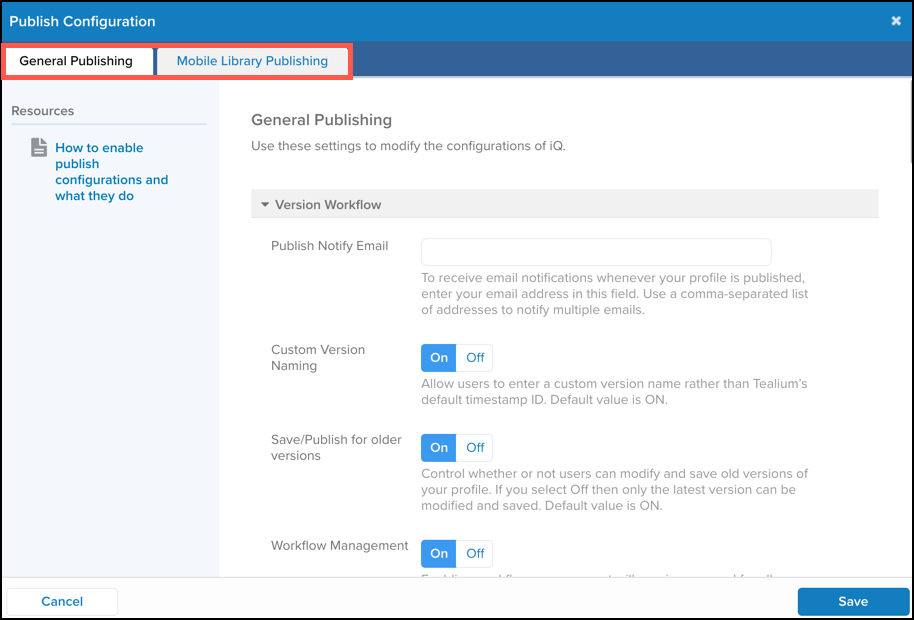 Publish Configuration
General Publishing
Mobile Library Publishing
Resources
How to enable
publish
configurations and
what they do
General Publishing
Use these settings to modify the configurations of iQ.
Version Workflow
Publish Notify Email
To receive email notifications whenever your profile is published,
enter your email address in this field. Use a comma-separated list
of addresses to notify multiple emails.
Custom Version
Naming
On Off
Allow users to enter a custom version name rather than Tealium’s
default timestamp ID. Default value is ON.
Save/Publish for older
versions
On Off
Control whether or not users can modify and save old versions of
your profile. If you select Off then only the latest version can be
modified and saved. Default value is ON.
Workflow Management
On Off
Cancel
Save